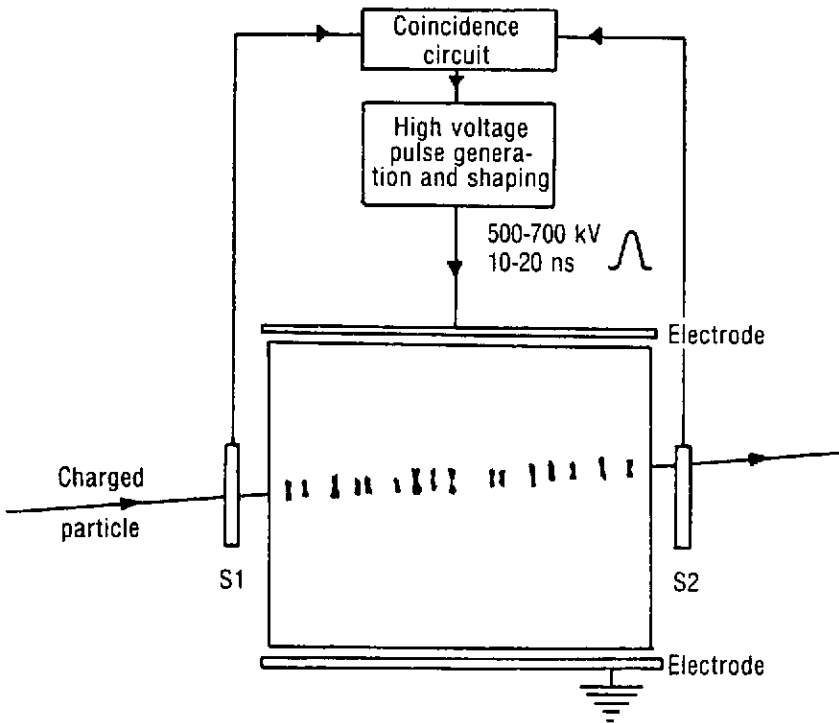 Coincidence
circuit
High voltage
pulse genera-
tion and shaping
500-700 kV
10-20 ns
Electrode
Charged
particle
S1
S2
Electrode